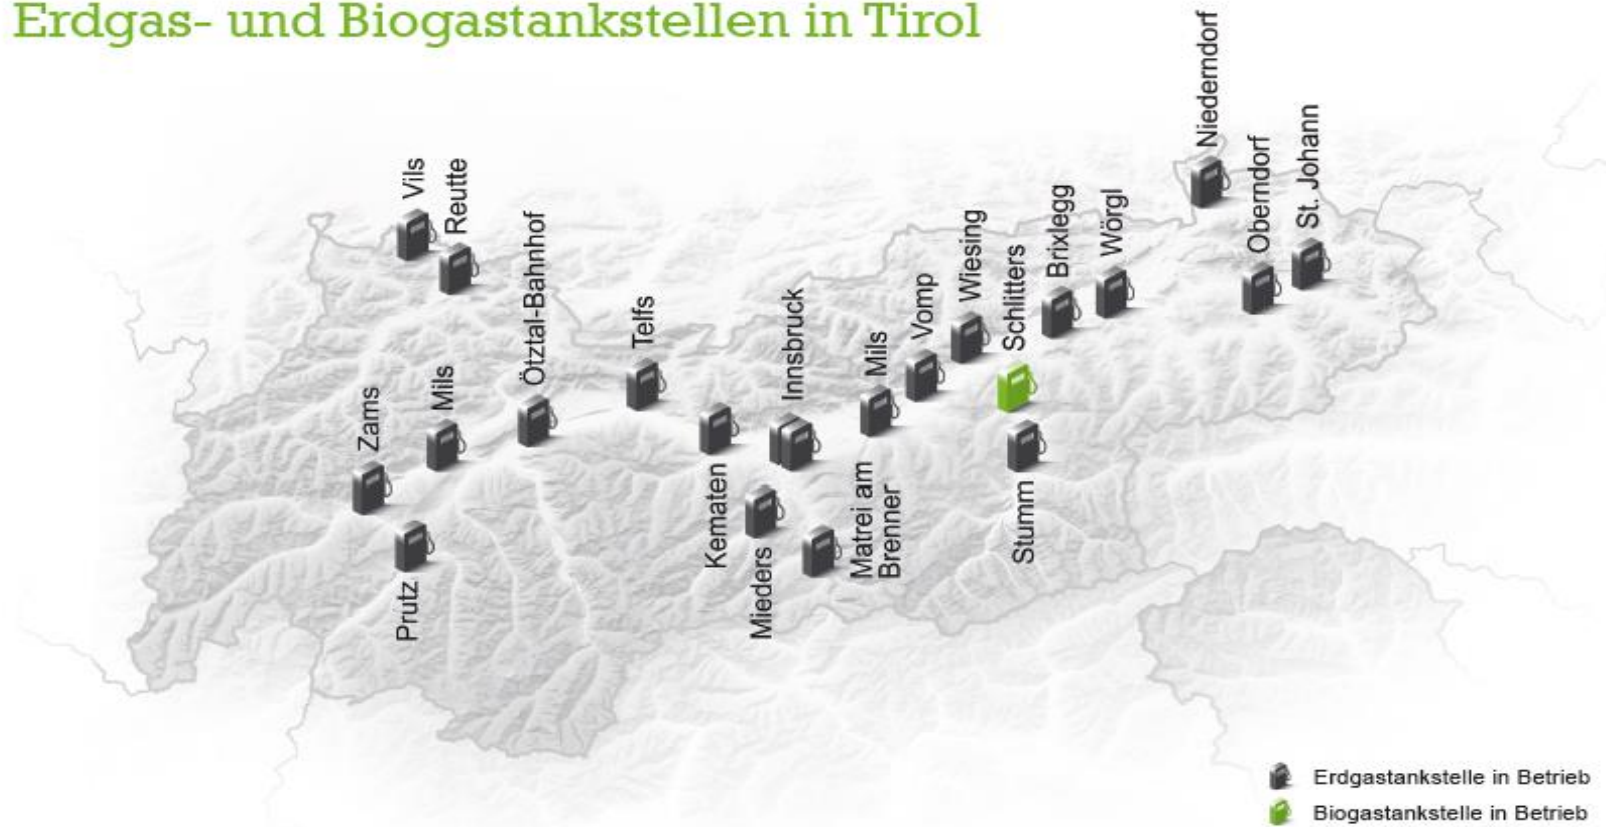 Erdgas- und Biogastankstellen in Tirol
Niederndorf
Vils
Reutte
Oberndorf
St. Johann
Ötztal-Bahnhof
Telfs
Innsbruck
Mils
Vomp
Wiesing
Schlitters
Brixlegg
Wörgl
Zams
Mils
Kematen
Matrei am
Brenner
Stumm
Prutz
Mieders
Erdgastankstelle in Betrieb
Biogastankstelle in Betrieb